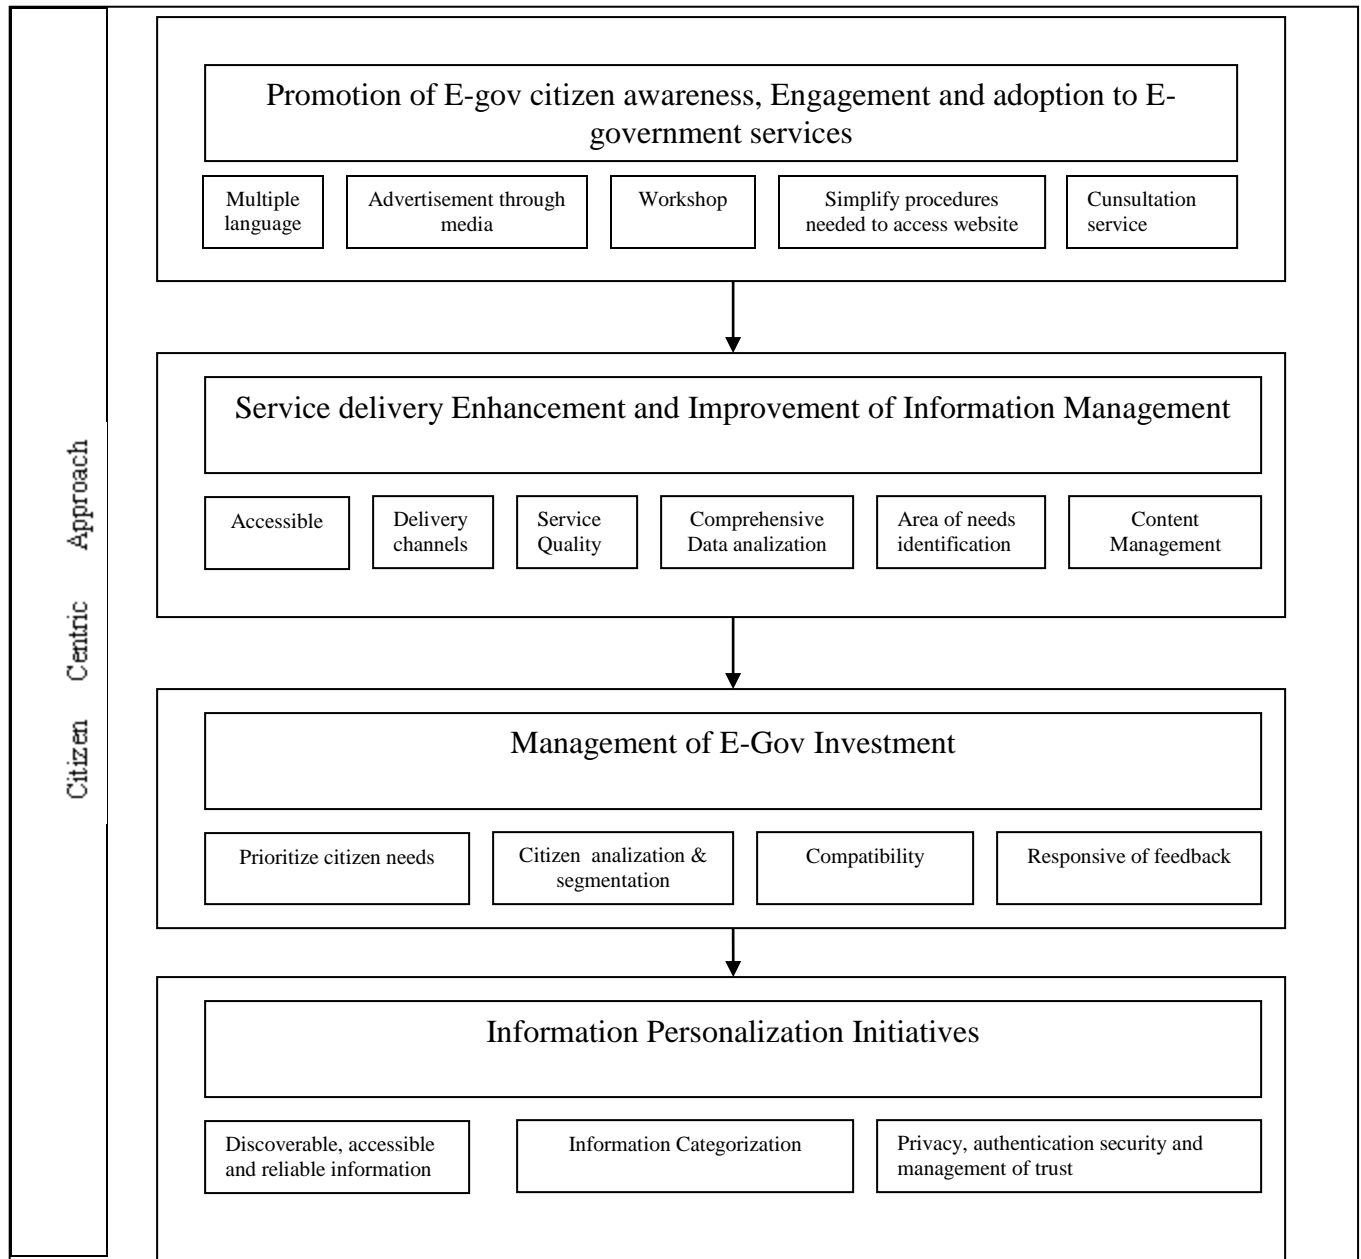 Promotion of E-gov citizen awareness, Engagement and adoption to E-
government services
Multiple
language
Advertisement through
media
Workshop
Simplify procedures
needed to access website
Cunsultation
service
Service delivery Enhancement and Improvement of Information Management
Accessible
Delivery
channels
Service
Quality
Comprehensive
Data analization
Area of needs
identification
Content
Management
Citizen Centric Approach
Management of E-Gov Investment
Prioritize citizen needs
Citizen analization &
segmentation
Compatibility
Responsive of feedback
Information Personalization Initiatives
Discoverable, accessible
and reliable information
Information Categorization
Privacy, authentication security and
management of trust